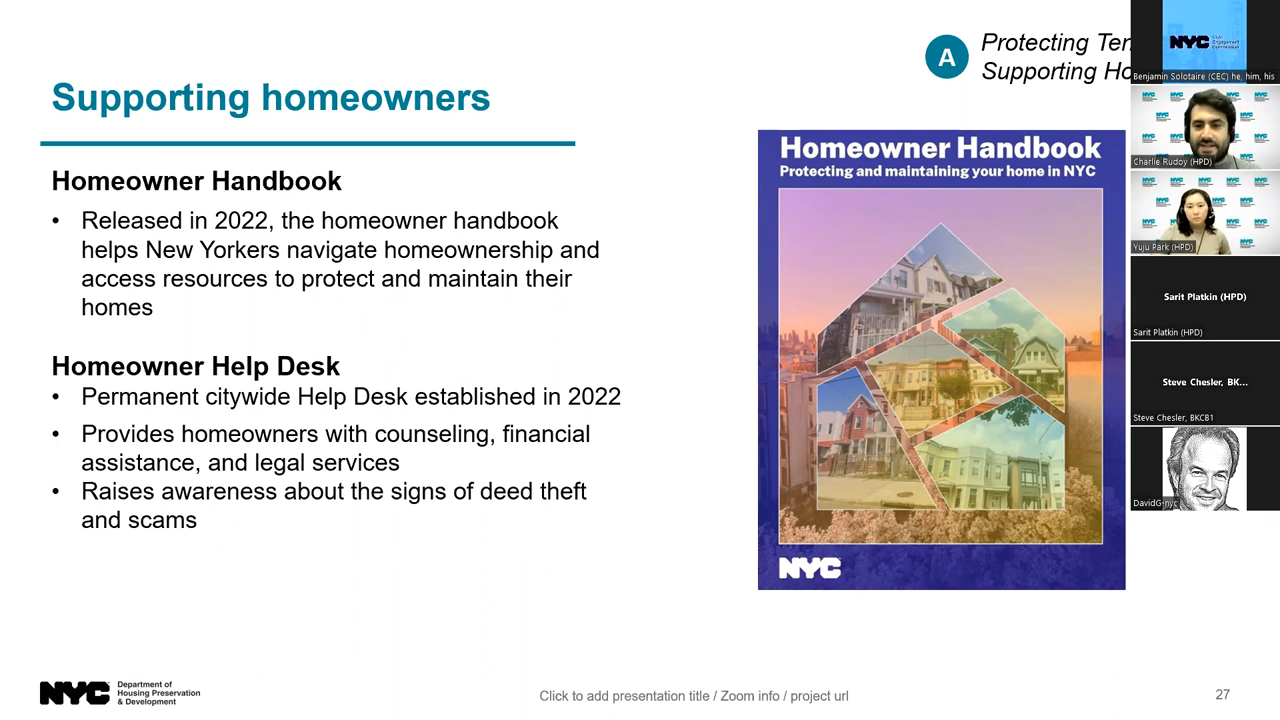 A
Protecting Ten
Supporting Ho
Supporting homeowners
Homeowner Handbook
• Released in 2022, the homeowner handbook
helps New Yorkers navigate homeownership and
access resources to protect and maintain their
homes
Homeowner Help Desk
• Permanent citywide Help Desk established in 2022
• Provides homeowners with counseling, financial
assistance, and legal services
• Raises awareness about the signs of deed theft
and scams
Homeowner Handbook
Protecting and maintaining your home in NYC
NYC
NYC
Department of
Housing Preservation
& Development
Click to add presentation title / Zoom info / project url
27
NYC Civic
Engagement
Commission
Benjamin Solotaire (CEC) he, him, his
Charlie Rudoy (HPD)
Yuju Park (HPD)
Sarit Platkin (HPD)
Sarit Platkin (HPD)
Steve Chesler, BK...
Steve Chesler, BKCB1
DavidG-nyc